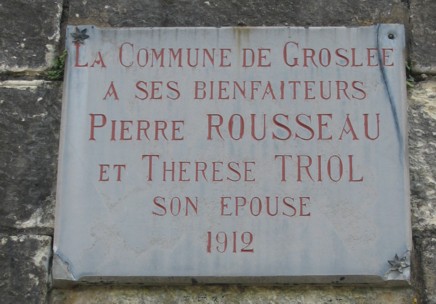 LA COMMUNE DE GROSLEE
A SES BIENFAITEURS
PIERRE ROUSSEAU
ET THERESE TRIOL
SON EPOUSE
1912